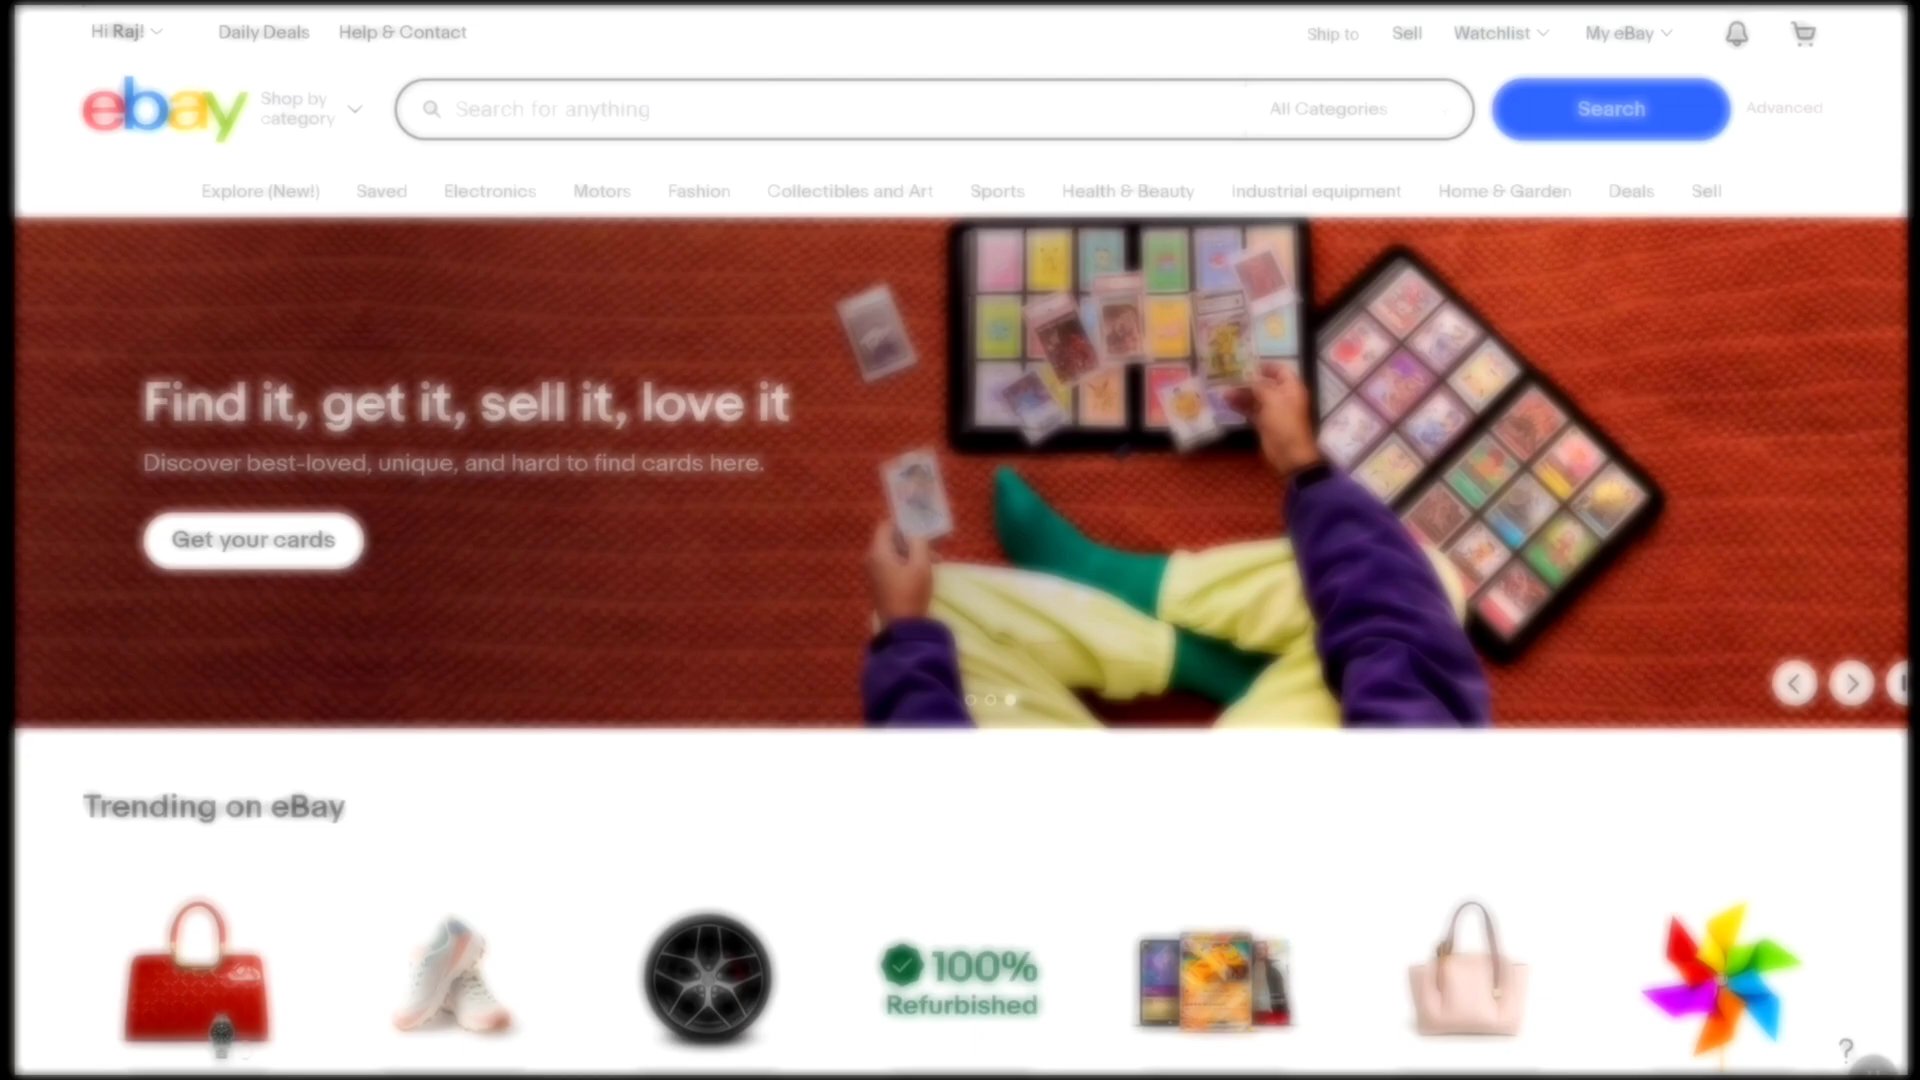 Hi Raj!
Daily Deals
Help & Contact
Ship to
Sell
Watchlist
My eBay
ebay
Shop by
category
Search for anything
All Categories
Search
Advanced
Explore (New!)
Saved
Electronics
Motors
Fashion
Collectibles and Art
Sports
Health & Beauty
Industrial equipment
Home & Garden
Deals
Sell
Find it, get it, sell it, love it
Discover best-loved, unique, and hard to find cards here.
Get your cards
Trending on eBay
100%
Refurbished
?